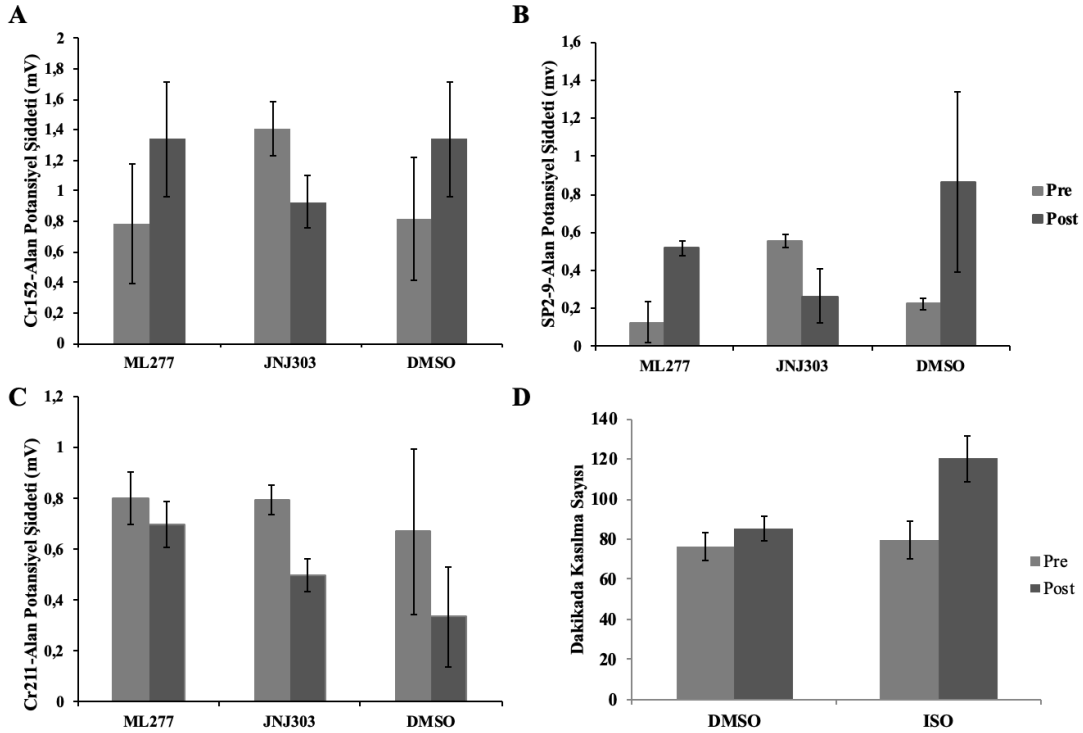 A
Cr152-Alan Potansiyel Şiddeti (mV)
2
1,8
1,6
1,4
1,2
1
0,8
0,6
0,4
0,2
0
ML277 JNJ303 DMSO
B
SP2-9-Alan Potansiyel Şiddeti (mv)
1,6
1,4
1,2
1
0,8
0,6
0,4
0,2
0
ML277 JNJ303 DMSO
Pre
Post
C
Cr211-Alan Potansiyel Şiddeti (mV)
1,2
1
0,8
0,6
0,4
0,2
0
ML277 JNJ303 DMSO
D
Dakikada Kasılma Sayısı
140
120
100
80
60
40
20
0
DMSO ISO
Pre
Post